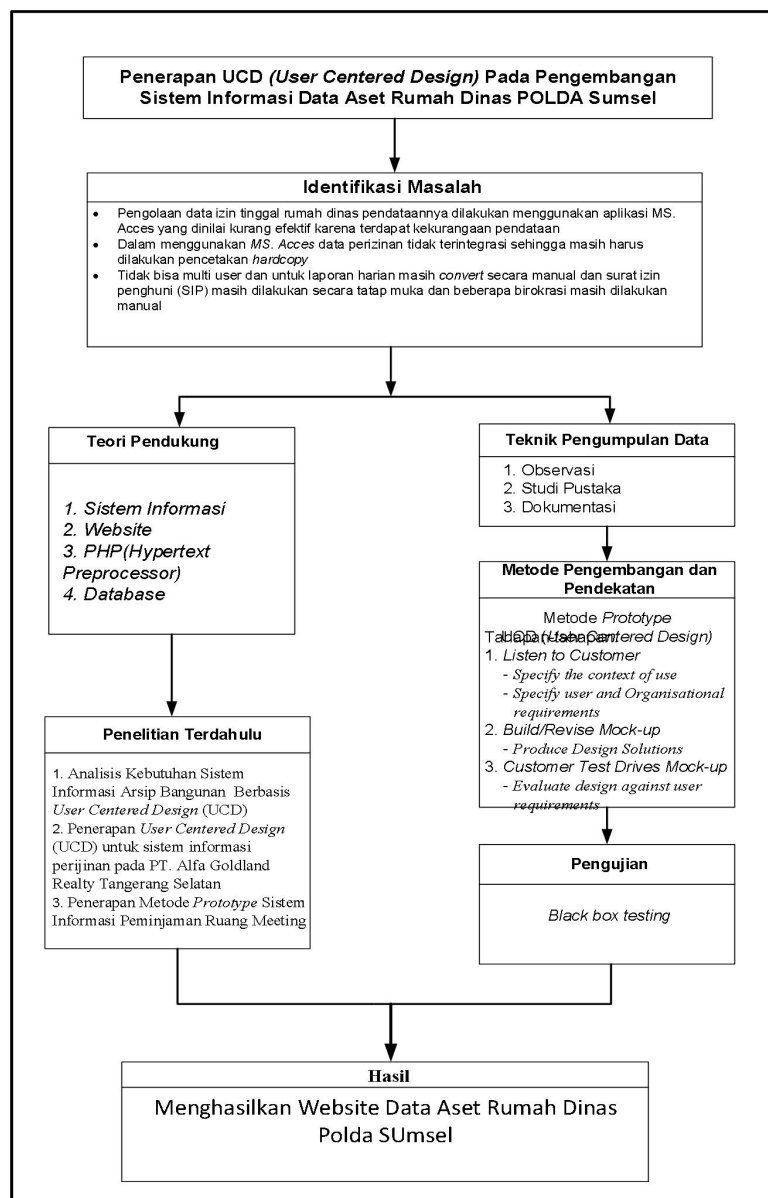 Penerapan UCD (User Centered Design) Pada Pengembangan
Sistem Informasi Data Aset Rumah Dinas POLDA Sumsel
Identifikasi Masalah
• Pengolaan data izin tinggal rumah dinas pendataannya dilakukan menggunakan aplikasi MS.
Acces yang dinilai kurang efektif karena terdapat kekurangaan pendataan
• Dalam menggunakan MS. Acces data perizinan tidak terintegrasi sehingga masih harus
dilakukan pencetakan hardcopy
• Tidak bisa multi user dan untuk laporan harian masih convert secara manual dan surat izin
penghuni (SIP) masih dilakukan secara tatap muka dan beberapa birokrasi masih dilakukan
manual
Teori Pendukung
1. Sistem Informasi
2. Website
3. PHP(Hypertext
Preprocessor)
4. Database
Penelitian Terdahulu
1. Analisis Kebutuhan Sistem
Informasi Arsip Bangunan Berbasis
User Centered Design (UCD)
2. Penerapan User Centered Design
(UCD) untuk sistem informasi
perijinan pada PT. Alfa Goldland
Realty Tangerang Selatan
3. Penerapan Metode Prototype Sistem
Informasi Peminjaman Ruang Meeting
Teknik Pengumpulan Data
1. Observasi
2. Studi Pustaka
3. Dokumentasi
Metode Pengembangan dan
Pendekatan
Metode Prototype
UCD (User Centered Design)
Tahapan-tahapan:
1. Listen to Customer
- Specify the context of use
- Specify user and Organisational
requirements
2. Build/Revise Mock-up
- Produce Design Solutions
3. Customer Test Drives Mock-up
- Evaluate design against user
requirements
Pengujian
Black box testing
Hasil
Menghasilkan Website Data Aset Rumah Dinas
Polda SUmsel